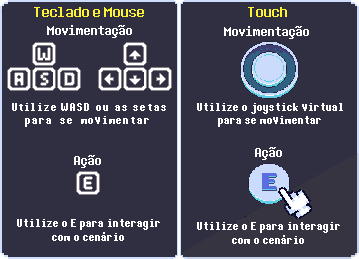 Teclado e Mouse
Movimentação
W
A S D
Utilize WASD ou as setas
para se movimentar
Ação
E
Utilize o E para interagir
com o cenário
Touch
Movimentação
Utilize o joystick virtual
para se movimentar
Ação
E
Utilize o E para interagir
com o cenário